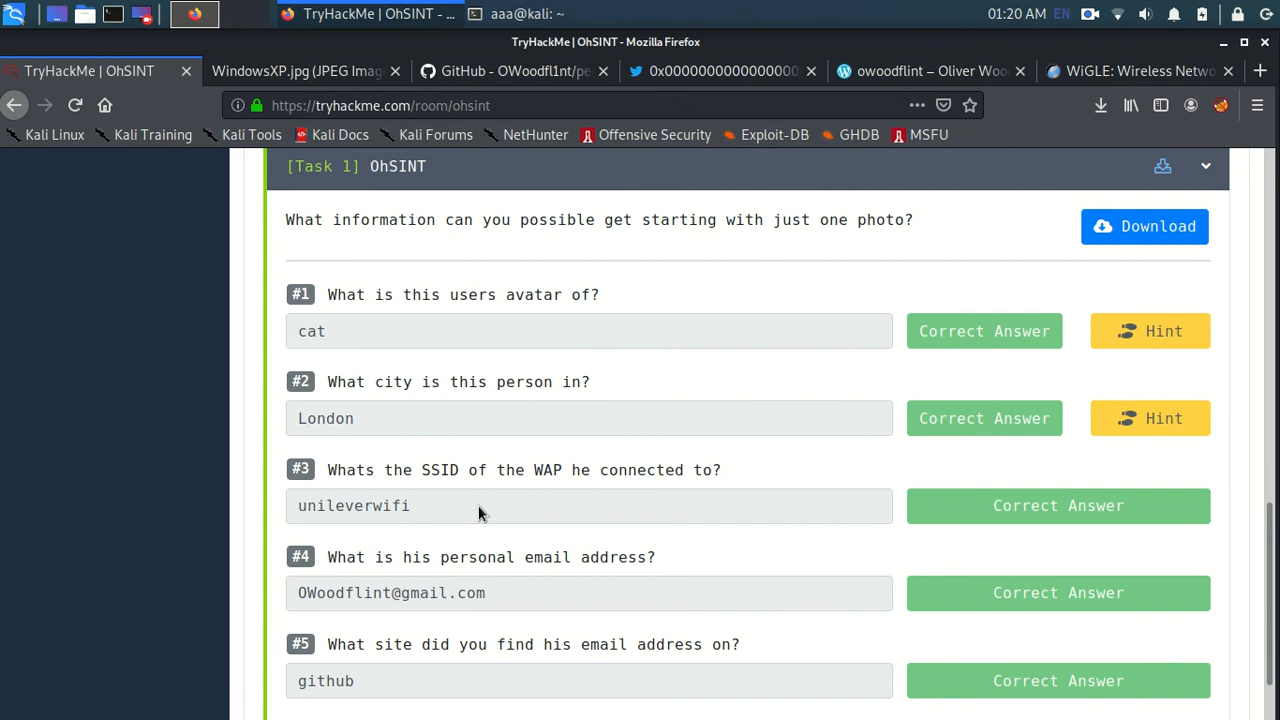 TryHackMe | OhSINT - ...
aaa@kali: ~
01:20 AM EN
TryHackMe | OhSINT - Mozilla Firefox
TryHackMe | OhSINT
WindowsXP.jpg (JPEG Imag
GitHub - OWoodfl1nt/pe
0x00000000000000000
owoodflint – Oliver Woo
WiGLE: Wireless Netwo
https://tryhackme.com/room/ohsint
Kali Linux
Kali Training
Kali Tools
Kali Docs
Kali Forums
NetHunter
Offensive Security
Exploit-DB
GHDB
MSFU
[Task 1] OhSINT
What information can you possible get starting with just one photo?
Download
#1 What is this users avatar of?
cat
Correct Answer
Hint
#2 What city is this person in?
London
Correct Answer
Hint
#3 Whats the SSID of the WAP he connected to?
unileverwifi
Correct Answer
#4 What is his personal email address?
OWoodflint@gmail.com
Correct Answer
#5 What site did you find his email address on?
github
Correct Answer